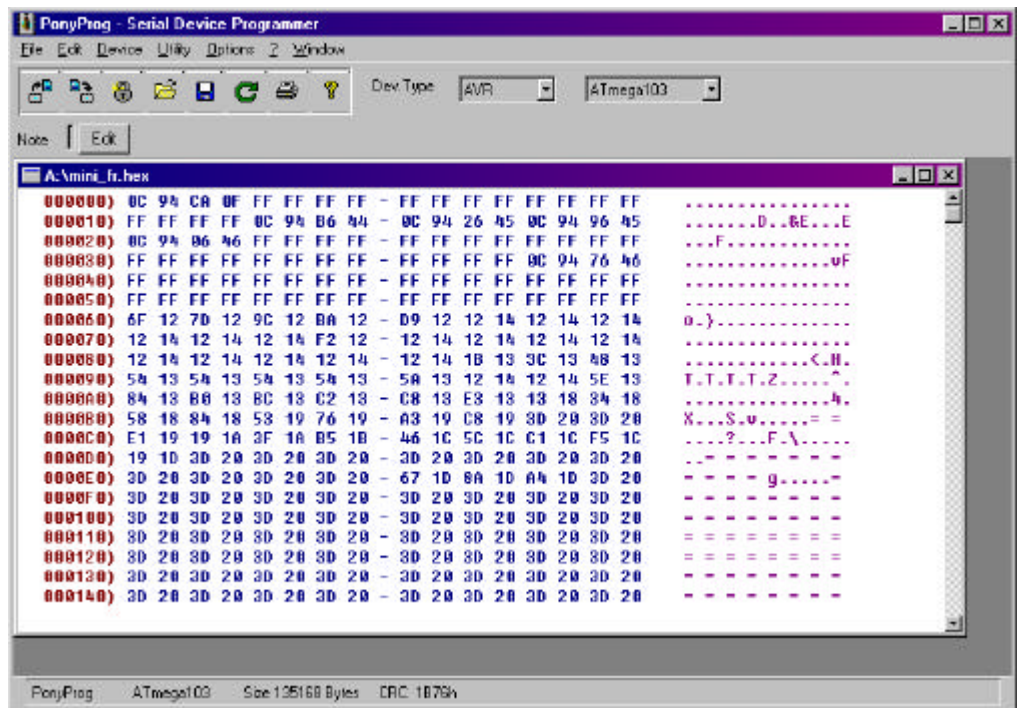 PonyProg - Serial Device Programmer
File Edit Device Utility Options ? Window
Dev. Type AVR ATmega103
Note Edit
A:\mini_fr.hex
000000) 0C 94 CA 0F FF FF FF FF - FF FF FF FF FF FF FF FF ................
000010) FF FF FF FF 0C 94 B6 44 - 0C 94 26 45 0C 94 96 45 .......D..&E...E
000020) 0C 94 06 46 FF FF FF FF - FF FF FF FF FF FF FF FF ...F............
000030) FF FF FF FF FF FF FF FF - FF FF FF FF 0C 94 76 46 ..............vF
000040) FF FF FF FF FF FF FF FF - FF FF FF FF FF FF FF FF ................
000050) FF FF FF FF FF FF FF FF - FF FF FF FF FF FF FF FF ................
000060) 6F 12 7D 12 9C 12 BA 12 - D9 12 12 14 12 14 12 14 o.}.............
000070) 12 14 12 14 12 14 F2 12 - 12 14 12 14 12 14 12 14 ................
000080) 12 14 12 14 12 14 12 14 - 12 14 1B 13 3C 13 48 13 ............<.H.
000090) 54 13 54 13 54 13 54 13 - 5A 13 12 14 12 14 5E 13 T.T.T.T.Z.....^.
0000A0) 84 13 B0 13 BC 13 C2 13 - C8 13 E3 13 13 18 34 18 ..............4.
0000B0) 58 18 84 18 53 19 76 19 - A3 19 C8 19 3D 20 3D 20 X...S.v.....= =
0000C0) E1 19 19 1A 3F 1A B5 1B - 46 1C 5C 1C C1 1C F5 1C ....?...F.\.....
0000D0) 19 1D 3D 20 3D 20 3D 20 - 3D 20 3D 20 3D 20 3D 20 ..= = = = = = =
0000E0) 3D 20 3D 20 3D 20 3D 20 - 67 1D 8A 1D A4 1D 3D 20 = = = = g.....=
0000F0) 3D 20 3D 20 3D 20 3D 20 - 3D 20 3D 20 3D 20 3D 20 = = = = = = = =
000100) 3D 20 3D 20 3D 20 3D 20 - 3D 20 3D 20 3D 20 3D 20 = = = = = = = =
000110) 3D 20 3D 20 3D 20 3D 20 - 3D 20 3D 20 3D 20 3D 20 = = = = = = = =
000120) 3D 20 3D 20 3D 20 3D 20 - 3D 20 3D 20 3D 20 3D 20 = = = = = = = =
000130) 3D 20 3D 20 3D 20 3D 20 - 3D 20 3D 20 3D 20 3D 20 = = = = = = = =
000140) 3D 20 3D 20 3D 20 3D 20 - 3D 20 3D 20 3D 20 3D 20 = = = = = = = =
PonyProg ATmega103 Size 135168 Bytes CRC 1B76h